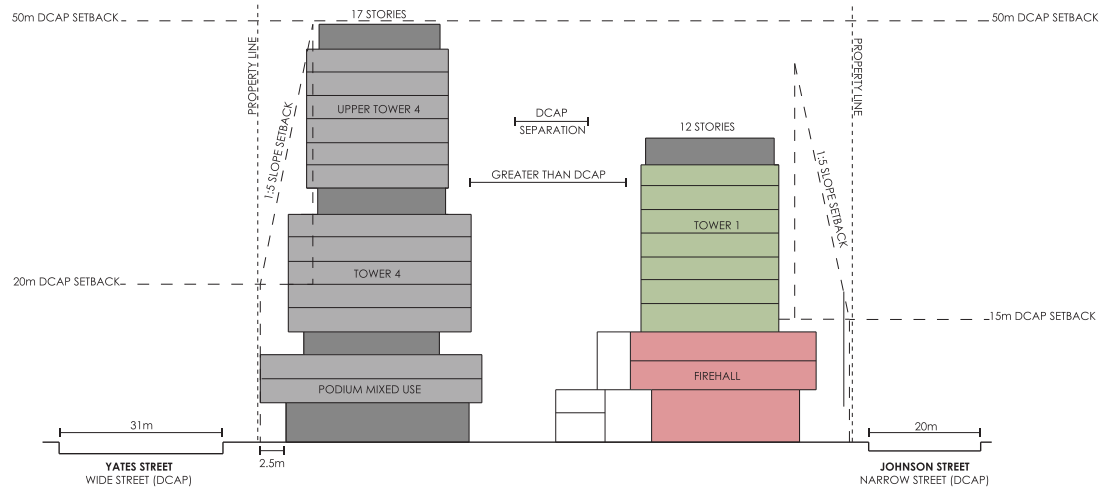 17 STORIES
50m DCAP SETBACK
50m DCAP SETBACK
PROPERTY LINE
PROPERTY LINE
1:5 SLOPE SETBACK
UPPER TOWER 4
DCAP
SEPARATION
12 STORIES
1:5 SLOPE SETBACK
GREATER THAN DCAP
TOWER 1
TOWER 4
20m DCAP SETBACK
15m DCAP SETBACK
FIREHALL
PODIUM MIXED USE
31m
20m
2.5m
YATES STREET
WIDE STREET (DCAP)
JOHNSON STREET
NARROW STREET (DCAP)